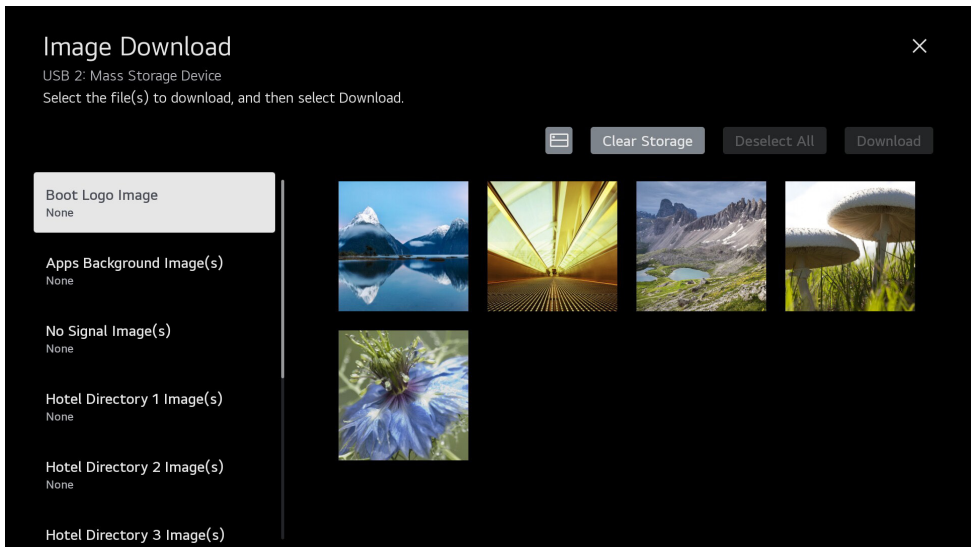 Image Download
USB 2: Mass Storage Device
Select the file(s) to download, and then select Download.
Clear Storage
Deselect All
Download
Boot Logo Image
None
Apps Background Image(s)
None
No Signal Image(s)
None
Hotel Directory 1 Image(s)
None
Hotel Directory 2 Image(s)
None
Hotel Directory 3 Image(s)